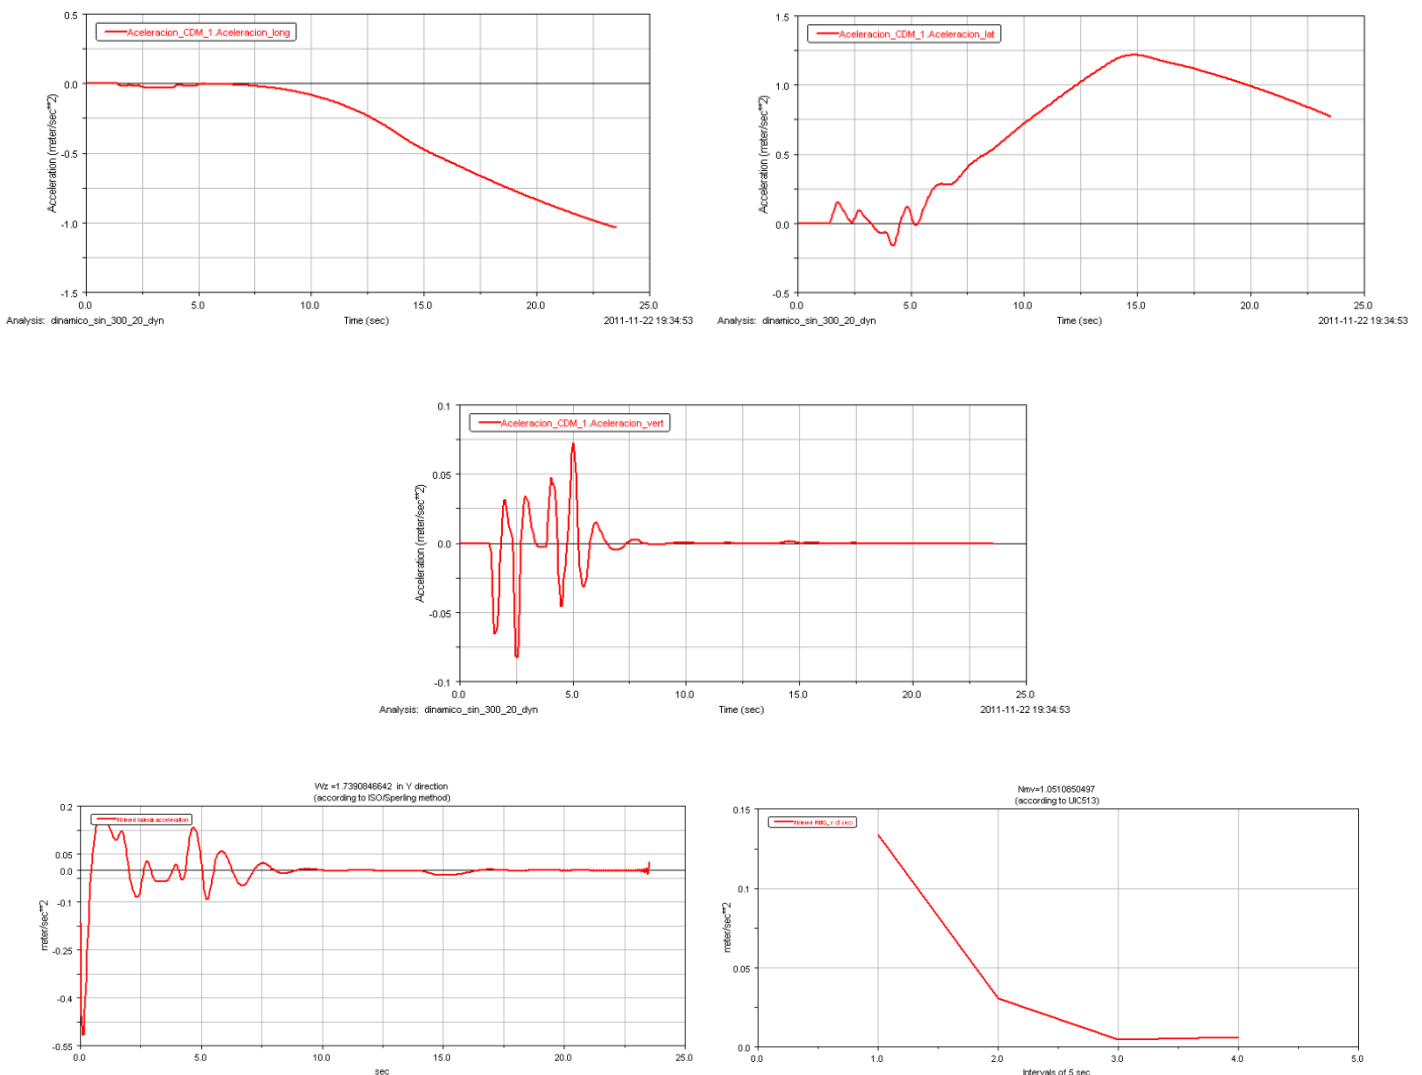 0.5
Aceleracion_CDM_1.Aceleracion_long
0.0
-0.5
-1.0
-1.5
Acceleration (meter/sec**2)
0.0 5.0 10.0 15.0 20.0 25.0
Analysis: dinamico_sin_300_20_dyn Time (sec) 2011-11-22 19:34:53
1.5
Aceleracion_CDM_1.Aceleracion_lat
1.0
0.5
0.0
-0.5
Acceleration (meter/sec**2)
0.0 5.0 10.0 15.0 20.0 25.0
Analysis: dinamico_sin_300_20_dyn Time (sec) 2011-11-22 19:34:53
0.1
Aceleracion_CDM_1.Aceleracion_vert
0.05
0.0
-0.05
-0.1
Acceleration (meter/sec**2)
0.0 5.0 10.0 15.0 20.0 25.0
Analysis: dinamico_sin_300_20_dyn Time (sec) 2011-11-22 19:34:53
Wz =1.7390846642 in Y direction
(according to ISO/Sperling method)
0.2
filtered lateral acceleration
0.05
0.0
-0.1
-0.25
-0.4
-0.55
meter/sec**2
0.0 5.0 10.0 15.0 20.0 25.0
sec
Nmv=1.0510850497
(according to UIC513)
0.15
filtered RMS_Y (5 sec)
0.1
0.05
0.0
meter/sec**2
0.0 1.0 2.0 3.0 4.0 5.0
Intervals of 5 sec